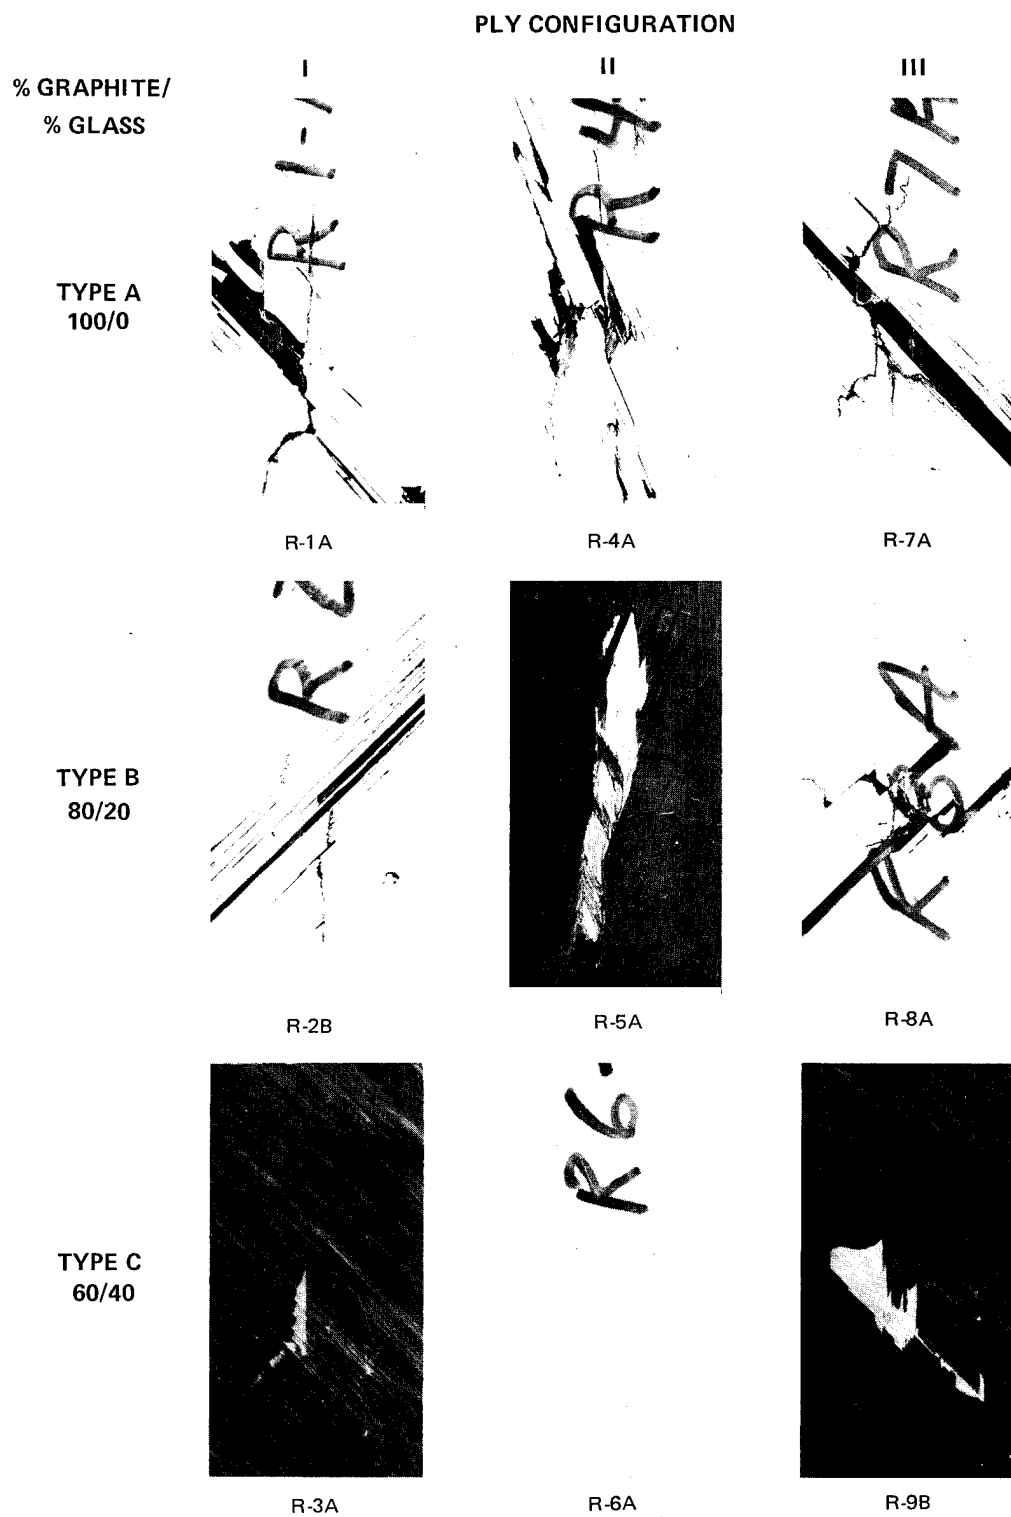 PLY CONFIGURATION
% GRAPHITE/
% GLASS
I
II
III
TYPE A
100/0
R-1A
R-4A
R-7A
TYPE B
80/20
R-2B
R-5A
R-8A
TYPE C
60/40
R6-
R-3A
R-6A
R-9B